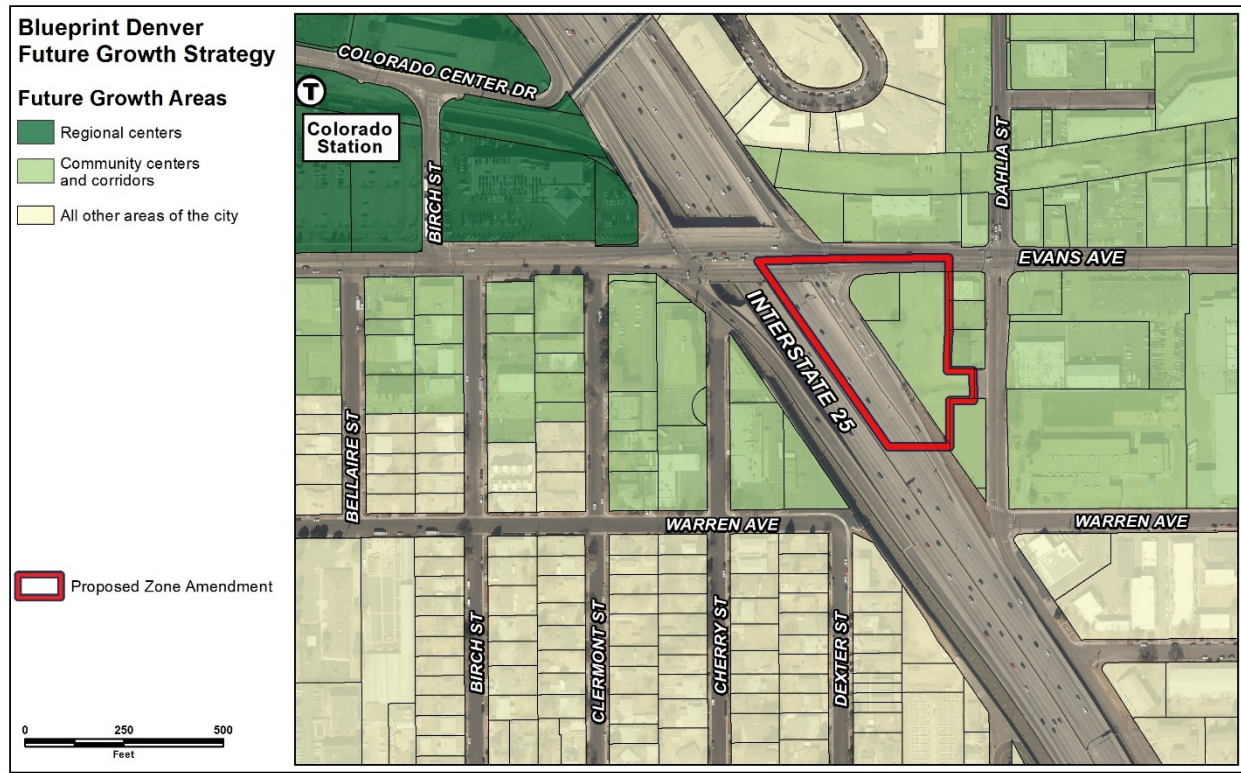 Blueprint Denver
Future Growth Strategy
Future Growth Areas
Regional centers
Community centers
and corridors
All other areas of the city
Proposed Zone Amendment
0 250 500
Feet
COLORADO CENTER DR
T
Colorado
Station
BIRCH ST
DAHLIA ST
EVANS AVE
INTERSTATE 25
BELLAIRE ST
WARREN AVE
WARREN AVE
BIRCH ST
CLERMONT ST
CHERRY ST
DEXTER ST